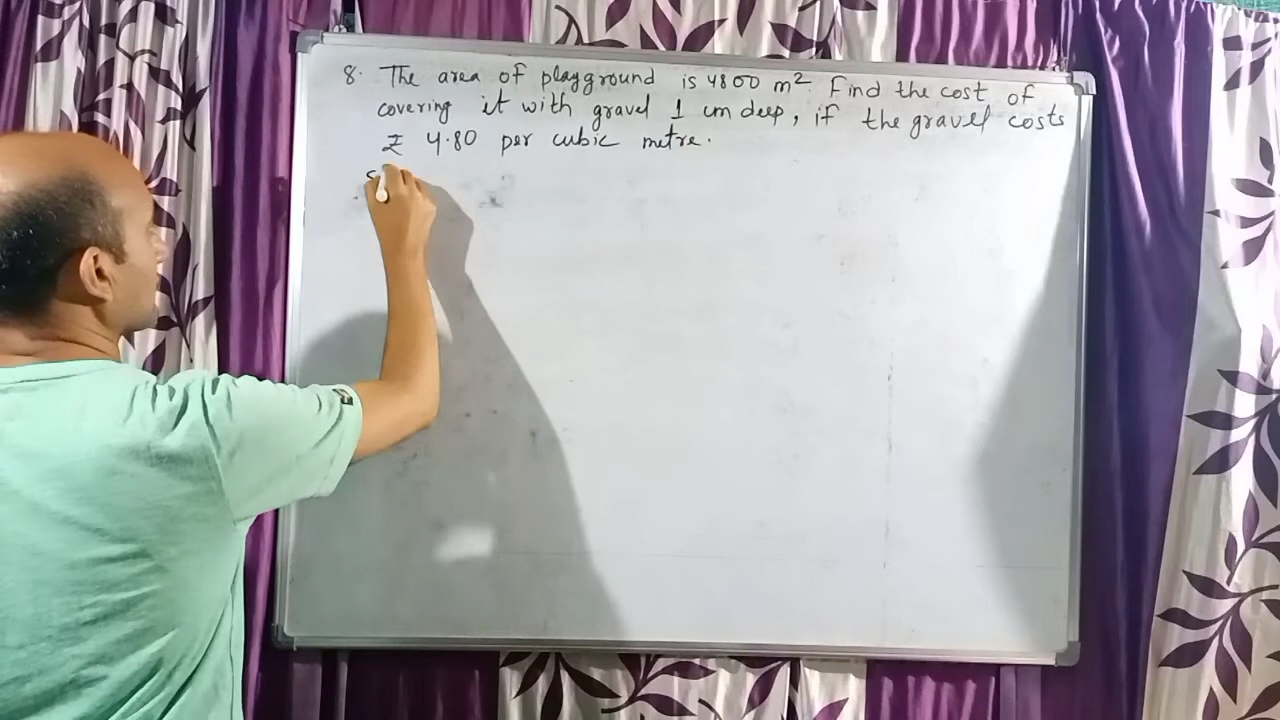 8. The area of playground is 4800 m² Find the cost of
covering it with gravel 1 cm deep, if the gravel costs
₹ 4.80 per cubic metre.
S